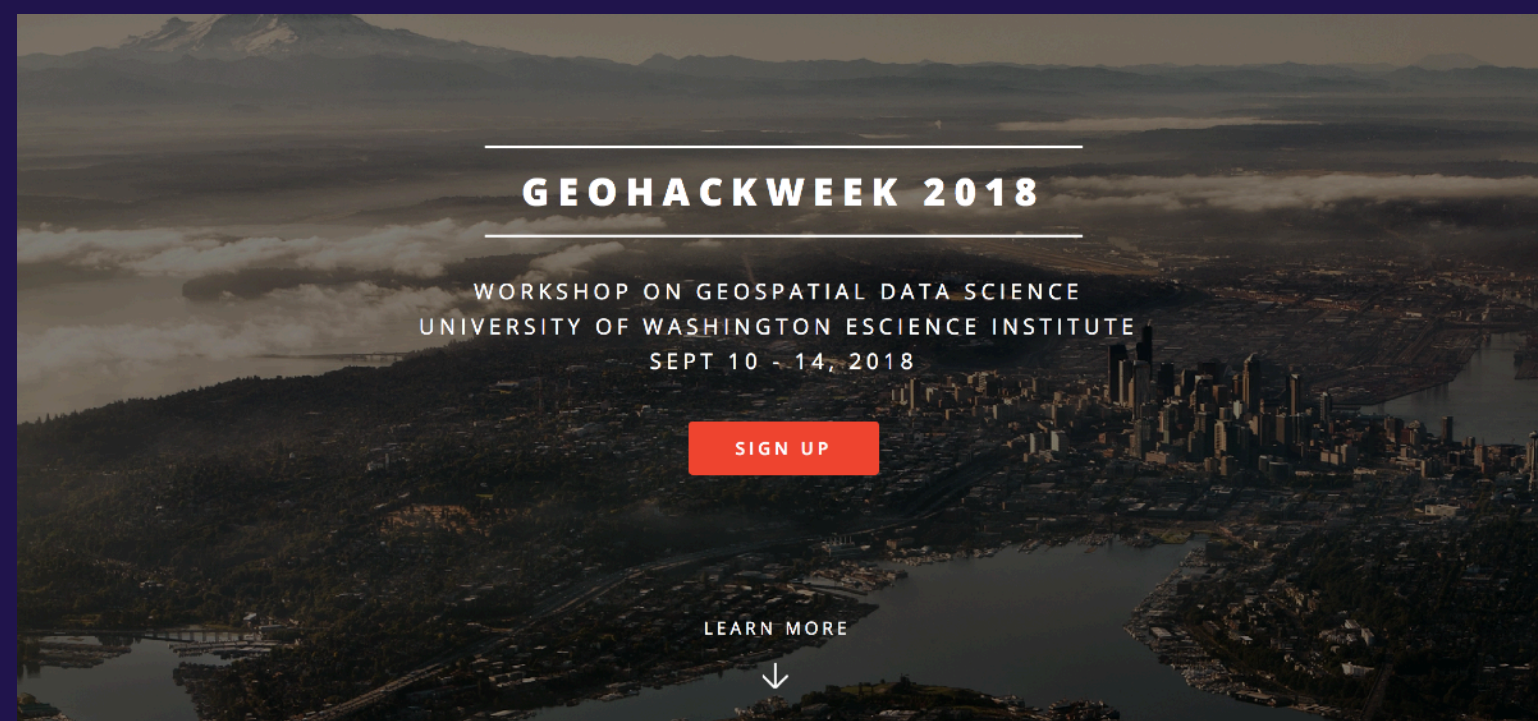 GEOHACKWEEK 2018
WORKSHOP ON GEOSPATIAL DATA SCIENCE
UNIVERSITY OF WASHINGTON ESCIENCE INSTITUTE
SEPT 10 - 14, 2018
SIGN UP
LEARN MORE